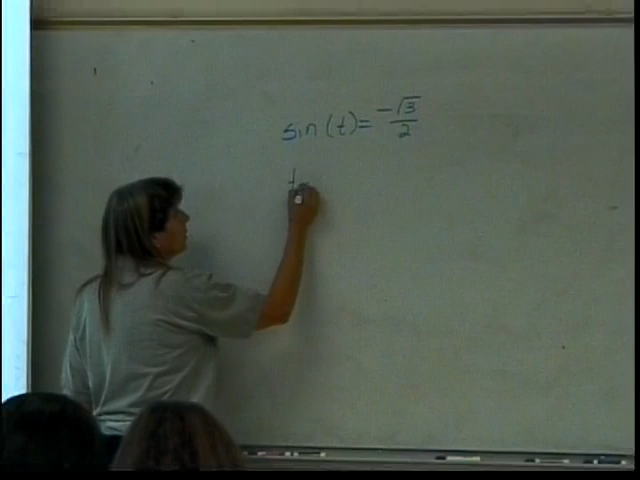 sin(t) = -√3/2
t